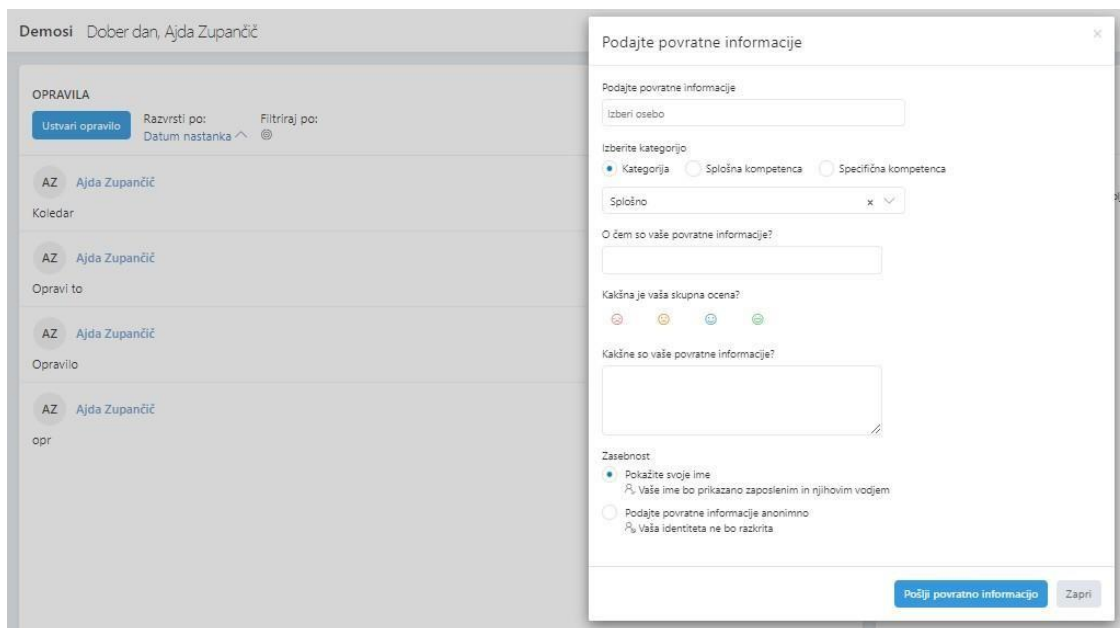 Demosi Dober dan, Ajda Zupančič
OPRAVILA
Ustvari opravilo
Razvrsti po:
Datum nastanka
Filtriraj po:
AZ Ajda Zupančič
Koledar
AZ Ajda Zupančič
Opravi to
AZ Ajda Zupančič
Opravilo
AZ Ajda Zupančič
opr
Podajte povratne informacije
Podajte povratne informacije
Izberi osebo
Izberite kategorijo
Kategorija Splošna kompetenca Specifična kompetenca
Splošno
O čem so vaše povratne informacije?
Kakšna je vaša skupna ocena?
Kakšne so vaše povratne informacije?
Zasebnost
Pokažite svoje ime
Vaše ime bo prikazano zaposlenim in njihovim vodjem
Podajte povratne informacije anonimno
Vaša identiteta ne bo razkrita
Pošlji povratno informacijo Zapri